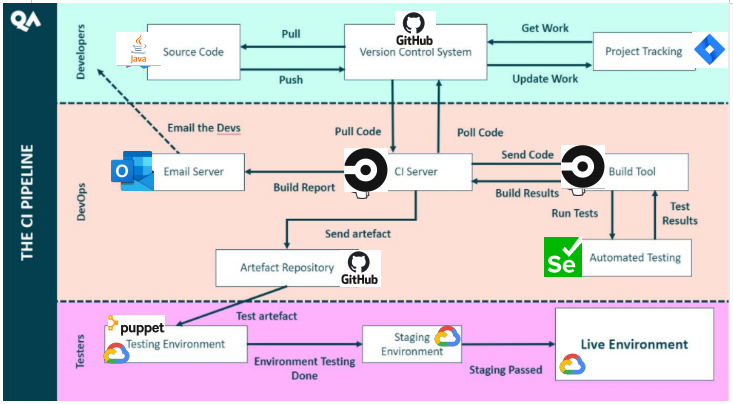 QA
THE CI PIPELINE
Developers
Java
Source Code
Pull
Push
GitHub
Version Control System
Get Work
Update Work
Project Tracking
Email the Devs
Pull Code
Poll Code
DevOps
Email Server
Build Report
CI Server
Send Code
Build Results
Build Tool
Run Tests
Test
Results
Send artefact
Se
Automated Testing
Artefact Repository
GitHub
Test artefact
Testers
puppet
Testing Environment
Environment Testing
Done
Staging
Environment
Staging Passed
Live Environment